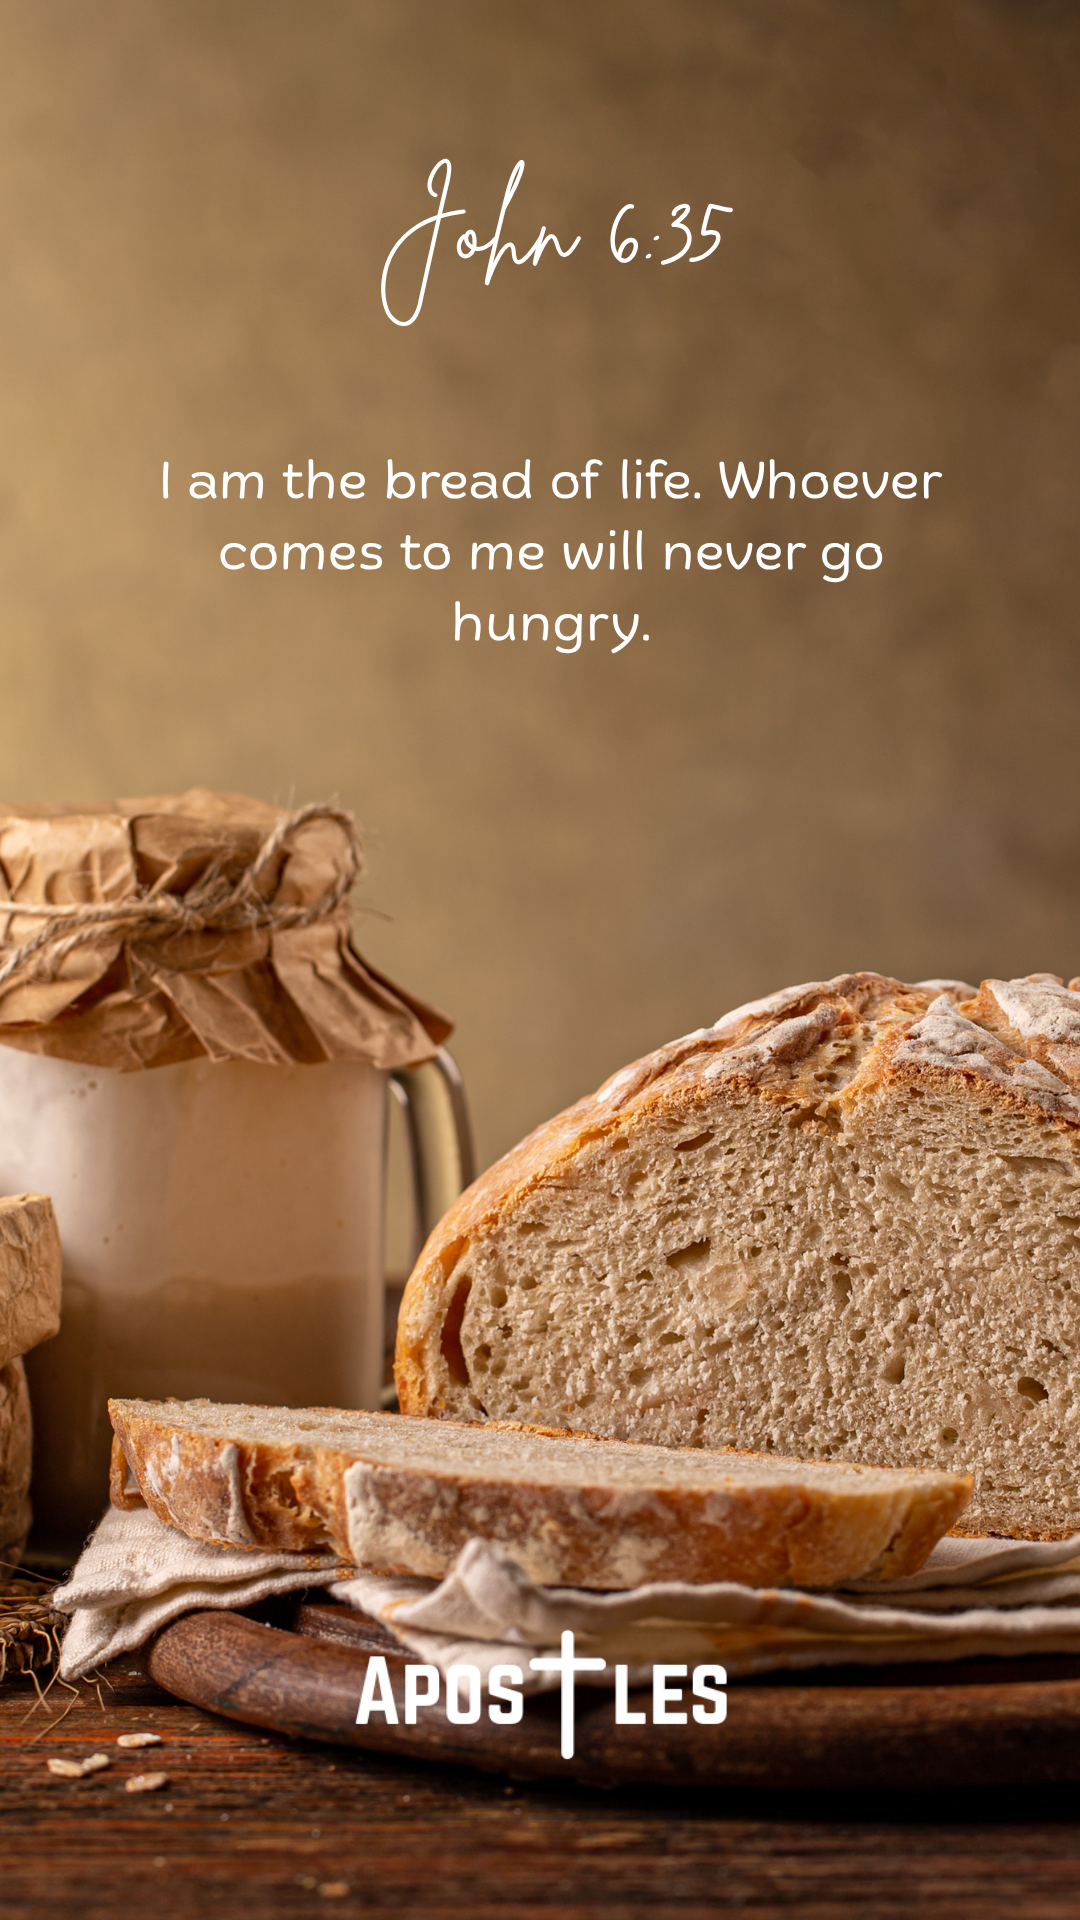 John 6:35
I am the bread of life. Whoever
comes to me will never go
hungry.
APOSTLES